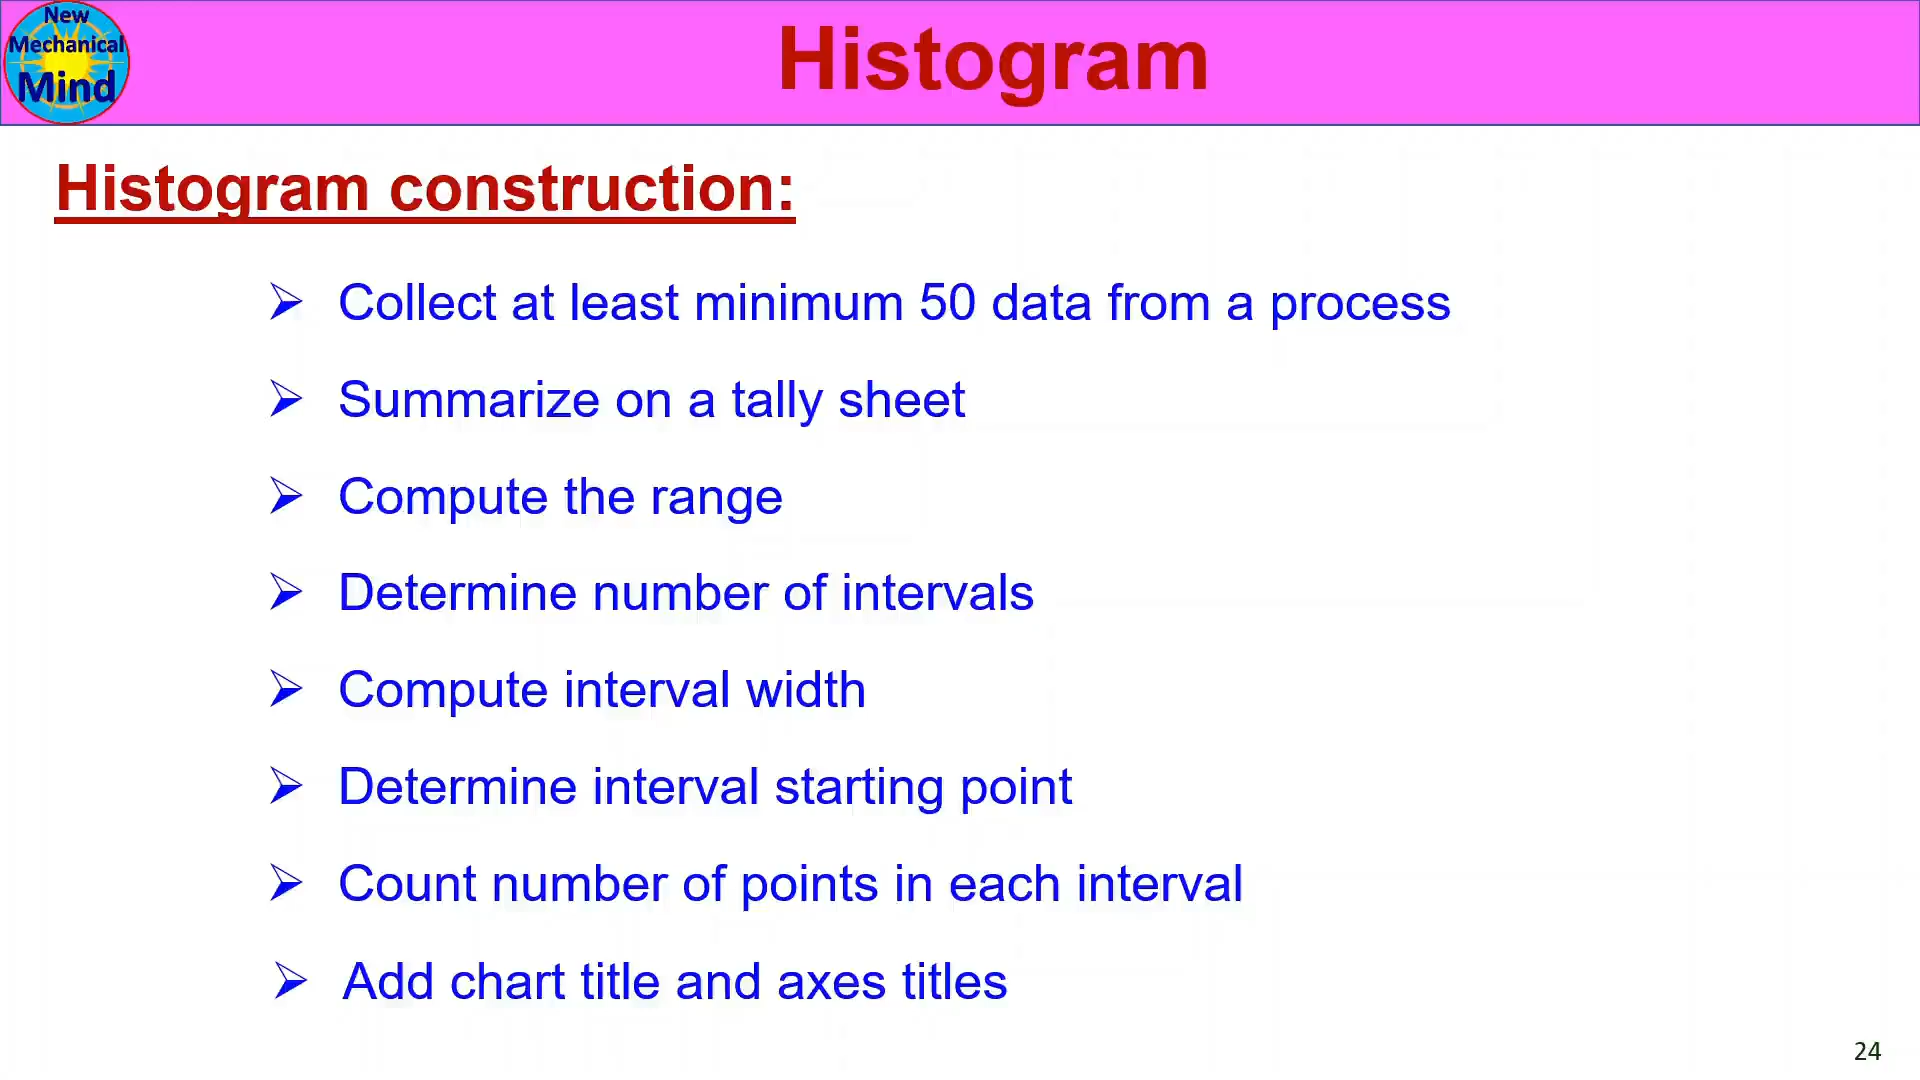 New
Mechanical
Mind
Histogram
Histogram construction:
➢ Collect at least minimum 50 data from a process
➢ Summarize on a tally sheet
➢ Compute the range
➢ Determine number of intervals
➢ Compute interval width
➢ Determine interval starting point
➢ Count number of points in each interval
➢ Add chart title and axes titles
24